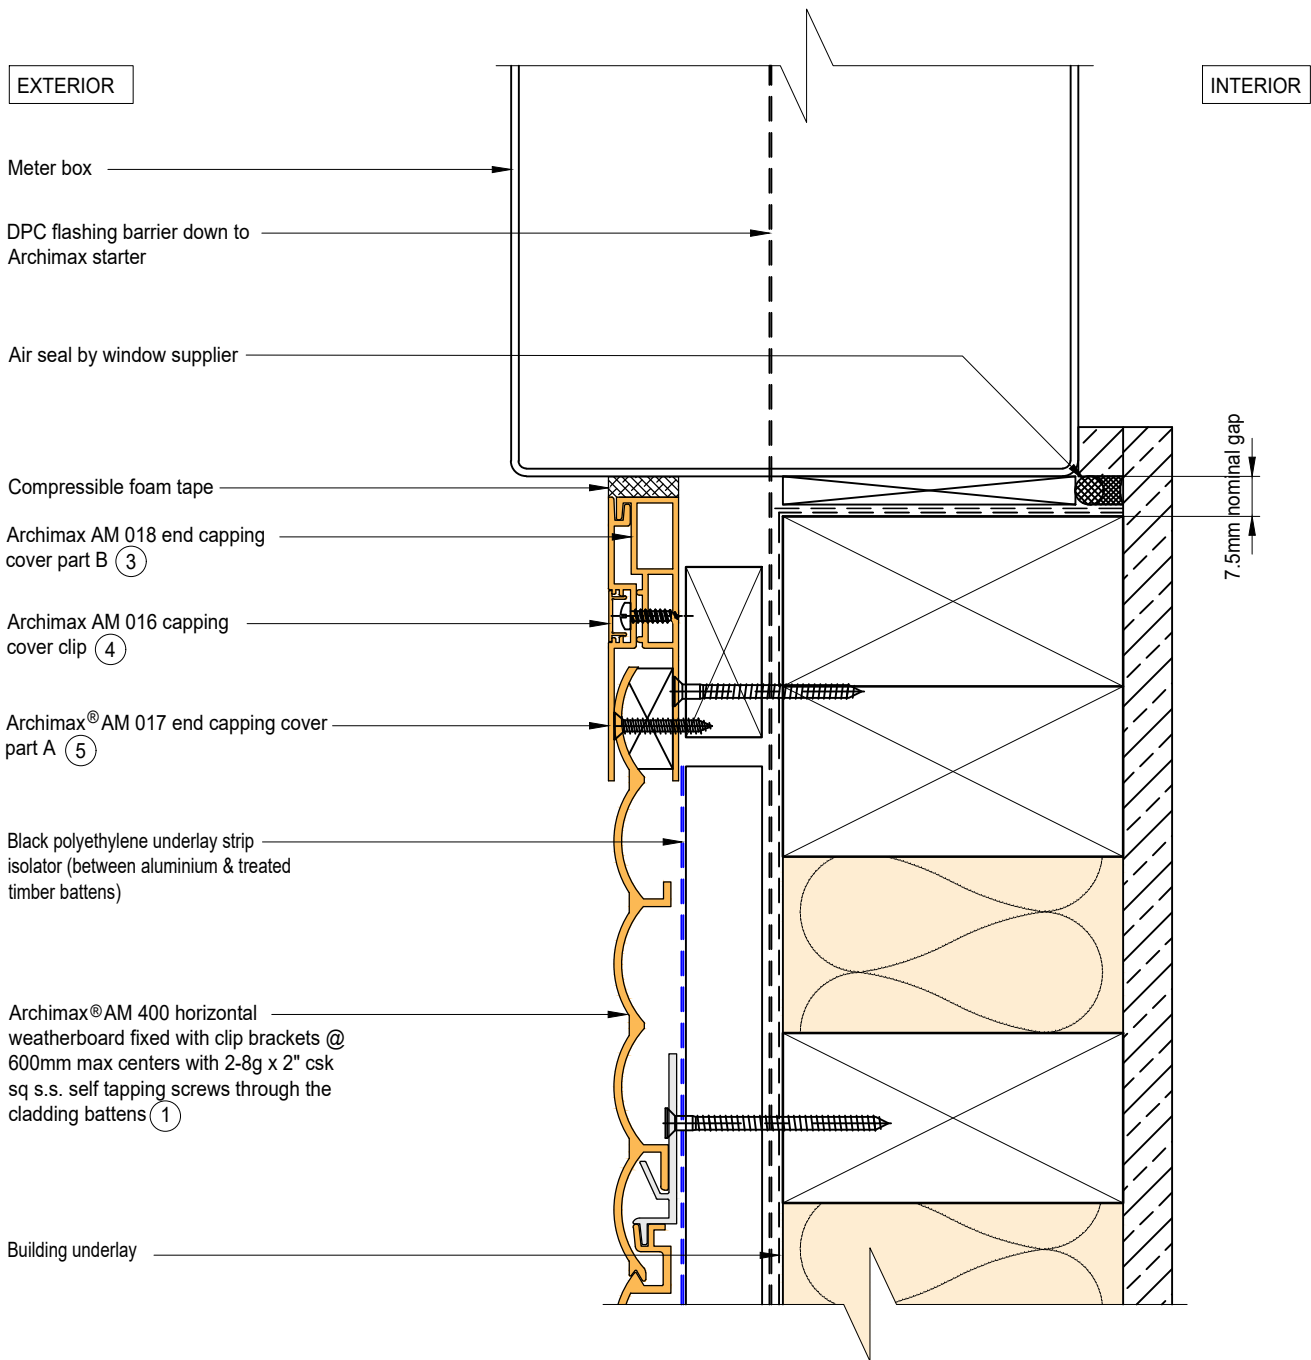 EXTERIOR
INTERIOR
Meter box
DPC flashing barrier down to
Archimax starter
Air seal by window supplier
7.5mm nominal gap
Compressible foam tape
Archimax AM 018 end capping
cover part B 3
Archimax AM 016 capping
cover clip 4
Archimax® AM 017 end capping cover
part A 5
Black polyethylene underlay strip
isolator (between aluminium & treated
timber battens)
Archimax® AM 400 horizontal
weatherboard fixed with clip brackets @
600mm max centers with 2-8g x 2" csk
sq s.s. self tapping screws through the
cladding battens 1
Building underlay